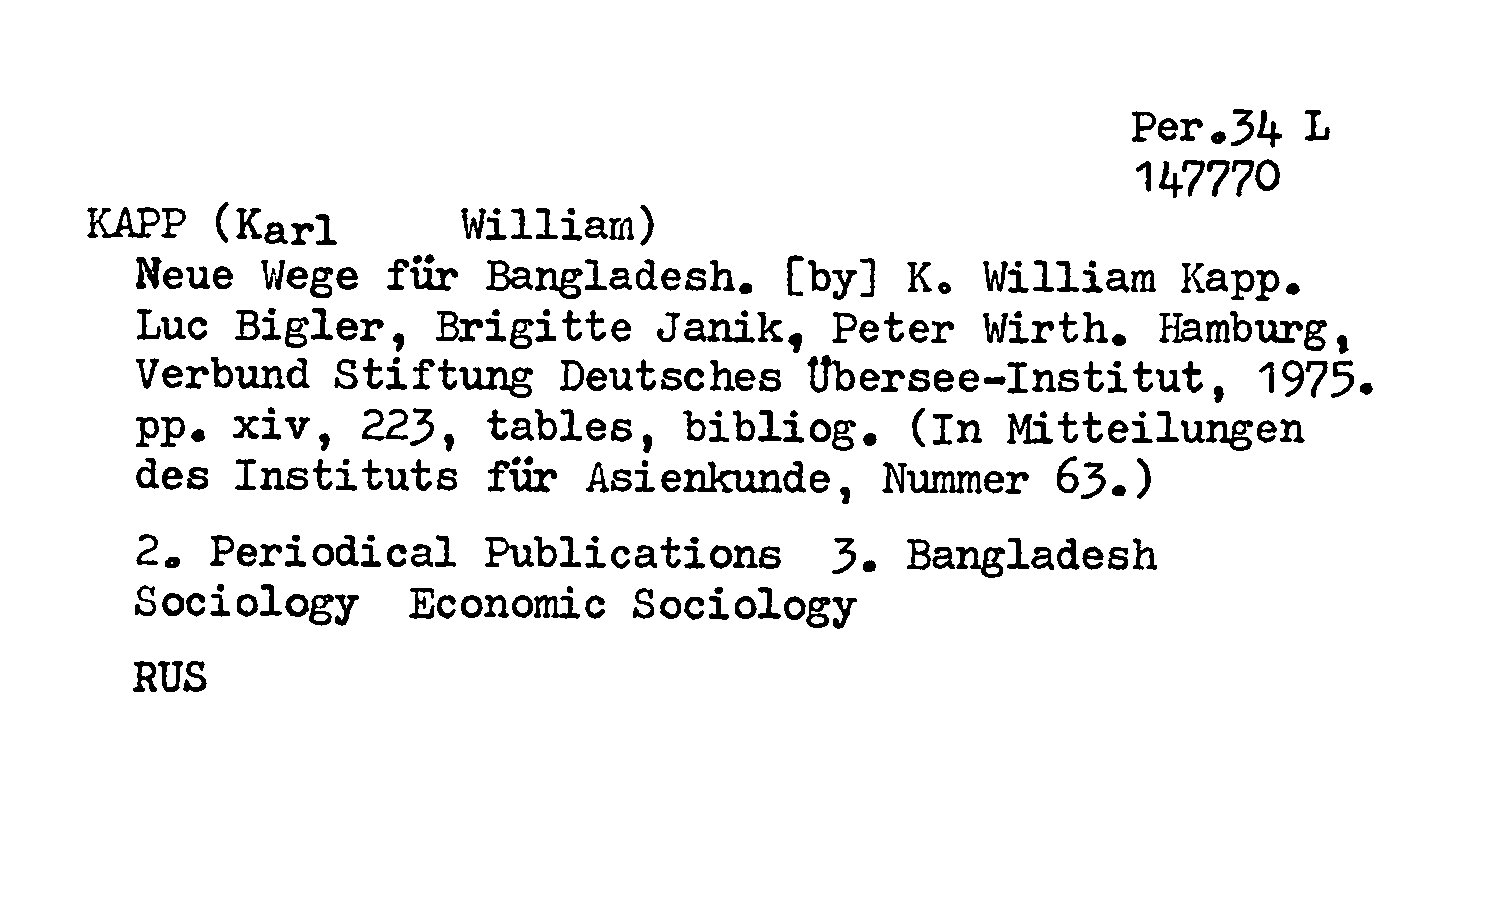 Per.34 L
147770
KAPP (Karl William)
Neue Wege für Bangladesh. [by] K. William Kapp.
Luc Bigler, Brigitte Janik, Peter Wirth. Hamburg,
Verbund Stiftung Deutsches Übersee-Institut, 1975.
pp. xiv, 223, tables, bibliog. (In Mitteilungen
des Instituts für Asienkunde, Nummer 63.)
2. Periodical Publications 3. Bangladesh
Sociology Economic Sociology
RUS